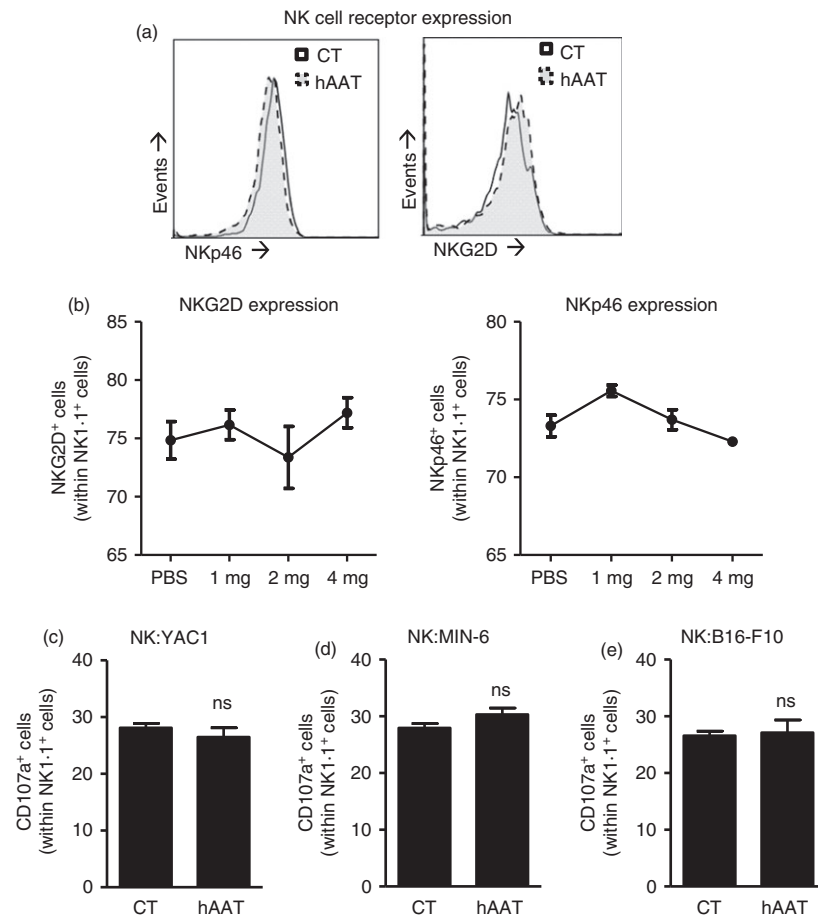 NK cell receptor expression
(a)
CT
hAAT
Events →
NKp46 →
CT
hAAT
Events →
NKG2D →
(b)
NKG2D expression
85
80
75
70
65
NKG2D+ cells
(within NK1·1+ cells)
PBS 1 mg 2 mg 4 mg
NKp46 expression
80
75
72
65
NKp46+ cells
(within NK1·1+ cells)
PBS 1 mg 2 mg 4 mg
(c)
NK:YAC1
40
30
20
10
0
CD107a+ cells
(within NK1·1+ cells)
ns
CT hAAT
(d)
NK:MIN-6
40
30
20
10
0
CD107a+ cells
(within NK1·1+ cells)
ns
CT hAAT
(e)
NK:B16-F10
40
30
20
10
0
CD107a+ cells
(within NK1·1+ cells)
ns
CT hAAT